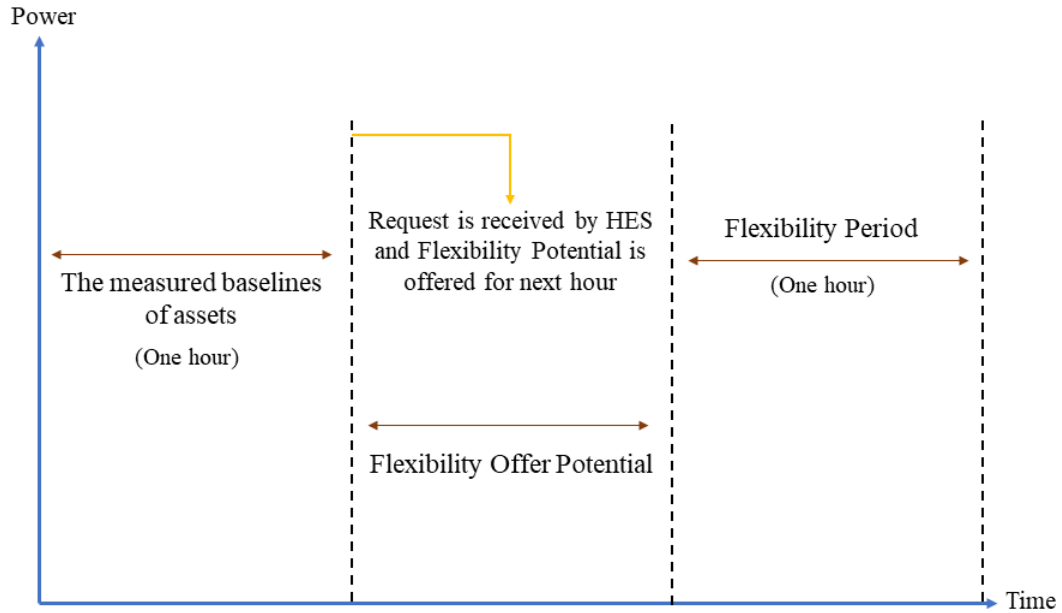 Power
Request is received by HES
and Flexibility Potential is
offered for next hour
Flexibility Period
(One hour)
The measured baselines
of assets
(One hour)
Flexibility Offer Potential
Time